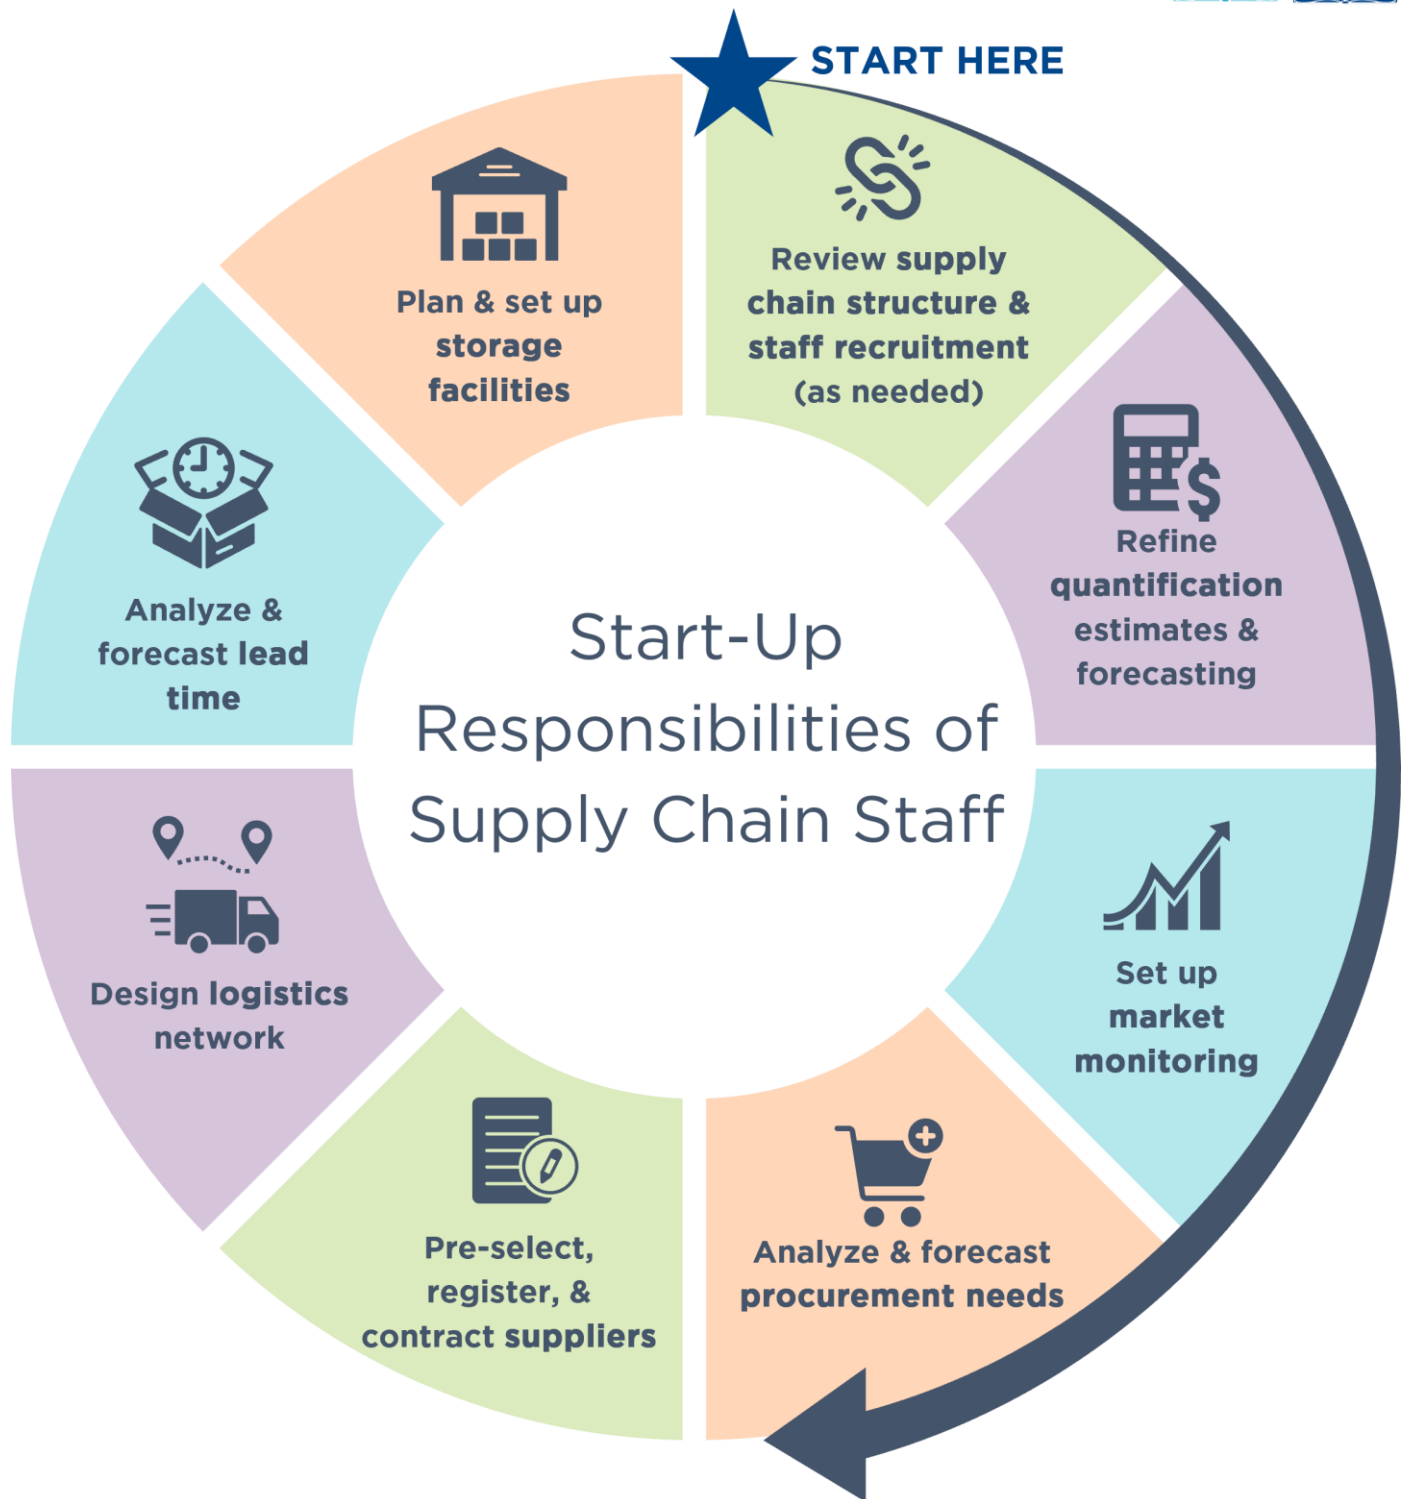 START HERE
Review supply
chain structure &
staff recruitment
(as needed)
Refine
quantification
estimates &
forecasting
Set up
market
monitoring
Analyze & forecast
procurement needs
Pre-select,
register, &
contract suppliers
Design logistics
network
Analyze &
forecast lead
time
Plan & set up
storage
facilities
Start-Up
Responsibilities of
Supply Chain Staff